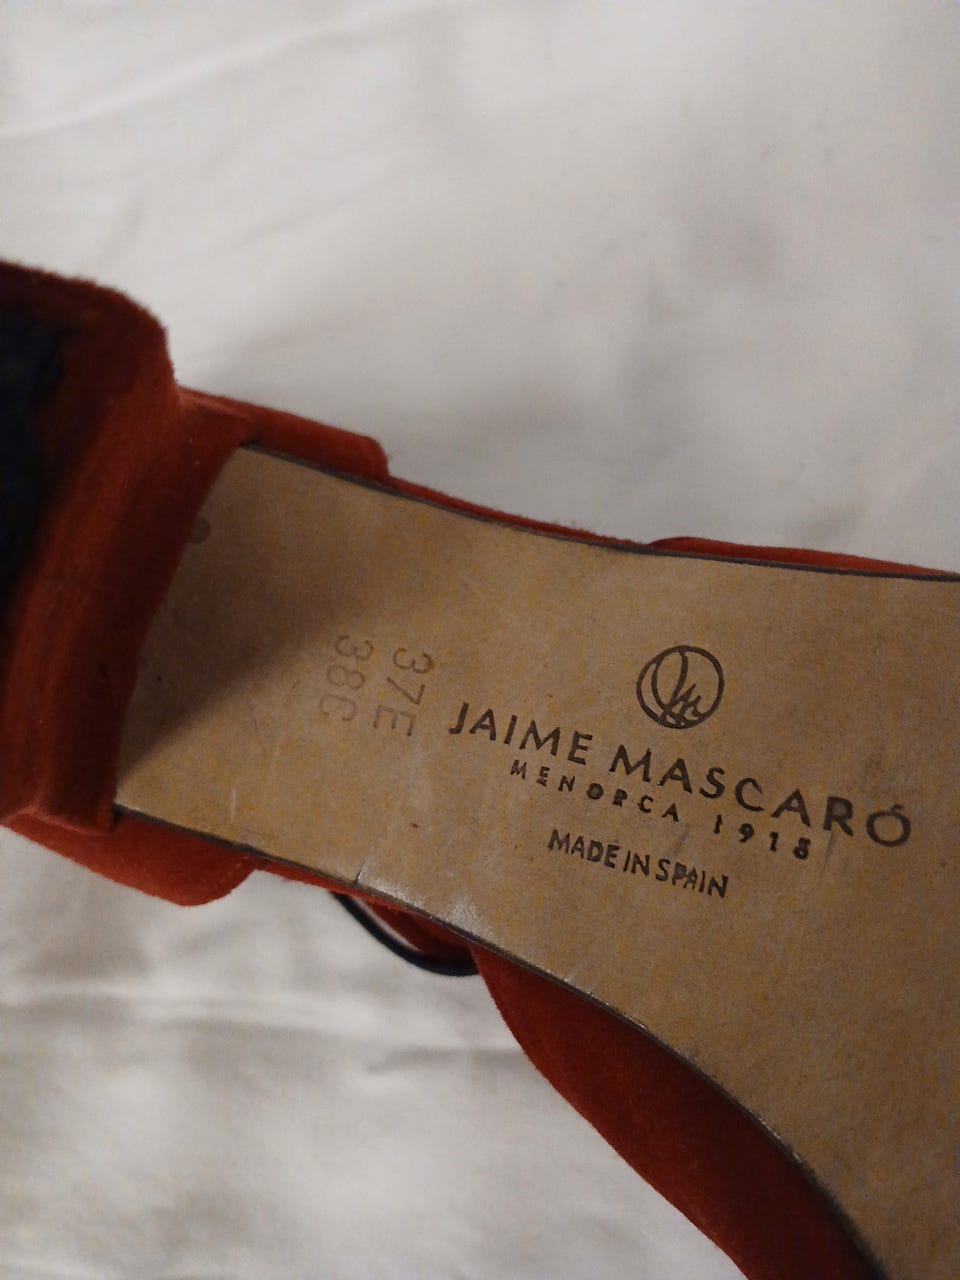 37E
38C
JAIME MASCARÓ
MENORCA 1918
MADE IN SPAIN